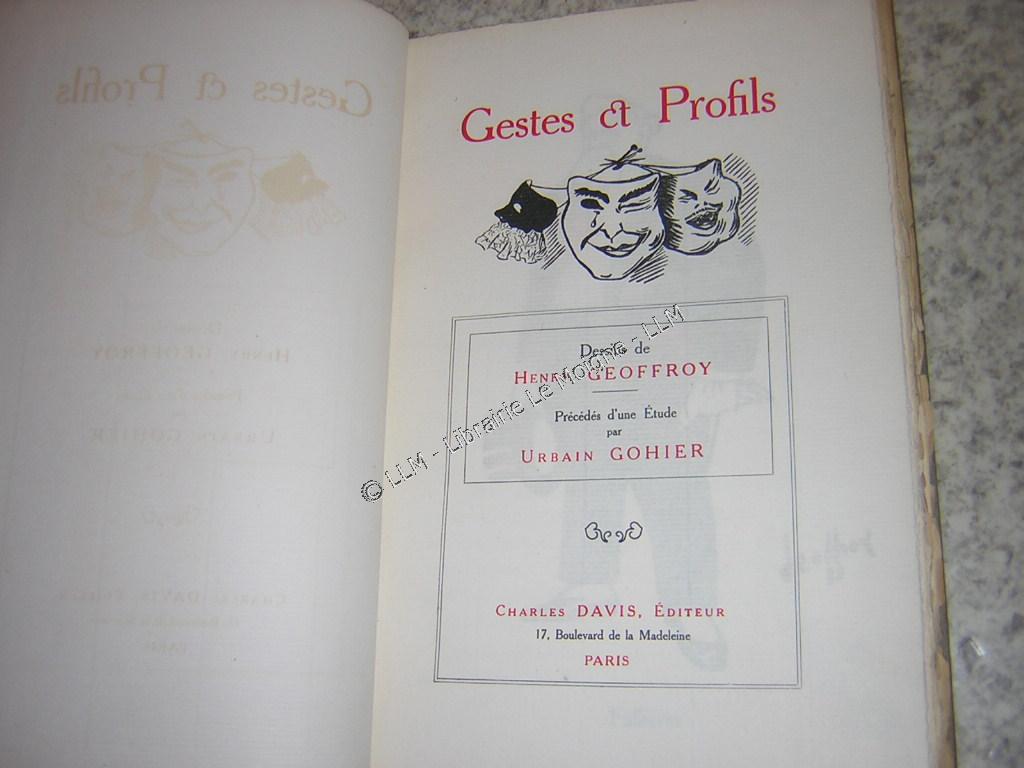 Gestes et Profils
Dessins de
HENRY GEOFFROY
Précédés d'une Étude
par
URBAIN GOHIER
CHARLES DAVIS, ÉDITEUR
17, Boulevard de la Madeleine
PARIS
© LLM - Librairie Le Moigne - LLM